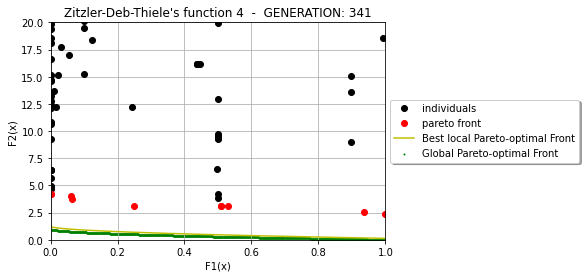 Zitzler-Deb-Thiele's function 4 - GENERATION: 341
F2(x)
20.0
17.5
15.0
12.5
10.0
7.5
5.0
2.5
0.0
0.0 0.2 0.4 0.6 0.8 1.0
F1(x)
individuals
pareto front
Best local Pareto-optimal Front
Global Pareto-optimal Front